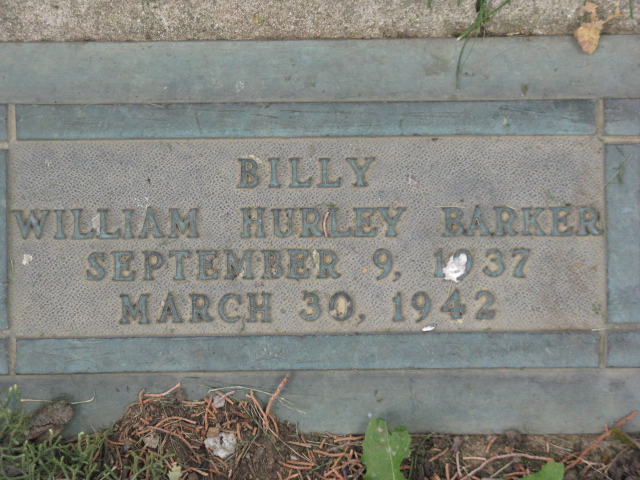 BILLY
WILLIAM HURLEY BARKER
SEPTEMBER 9, 1937
MARCH 30, 1942